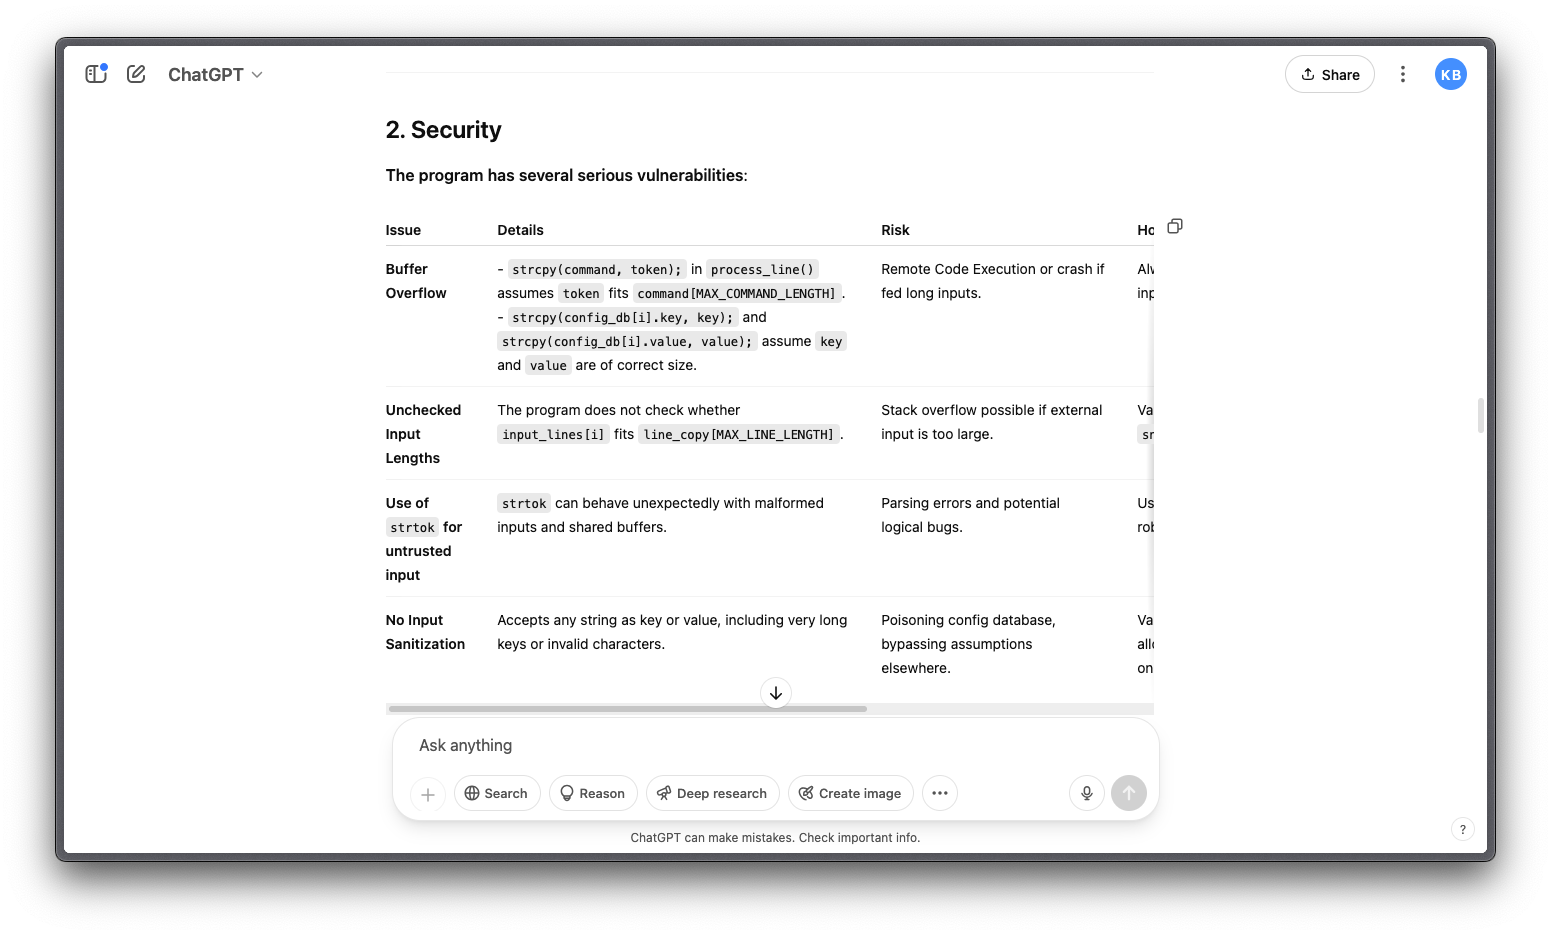 ChatGPT
Share
KB
2. Security
The program has several serious vulnerabilities:
Issue Details Risk Ho
Buffer Overflow
- strcpy(command, token); in process_line()
assumes token fits command[MAX_COMMAND_LENGTH].
- strcpy(config_db[i].key, key); and
strcpy(config_db[i].value, value); assume key
and value are of correct size.
Remote Code Execution or crash if
fed long inputs.
Unchecked
Input
Lengths
The program does not check whether
input_lines[i] fits line_copy[MAX_LINE_LENGTH].
Stack overflow possible if external
input is too large.
Va
Use of
strtok for
untrusted
input
strtok can behave unexpectedly with malformed
inputs and shared buffers.
Parsing errors and potential
logical bugs.
Us
No Input
Sanitization
Accepts any string as key or value, including very long
keys or invalid characters.
Poisoning config database,
bypassing assumptions
elsewhere.
Va
on
Ask anything
Search Reason Deep research Create image
ChatGPT can make mistakes. Check important info.
?